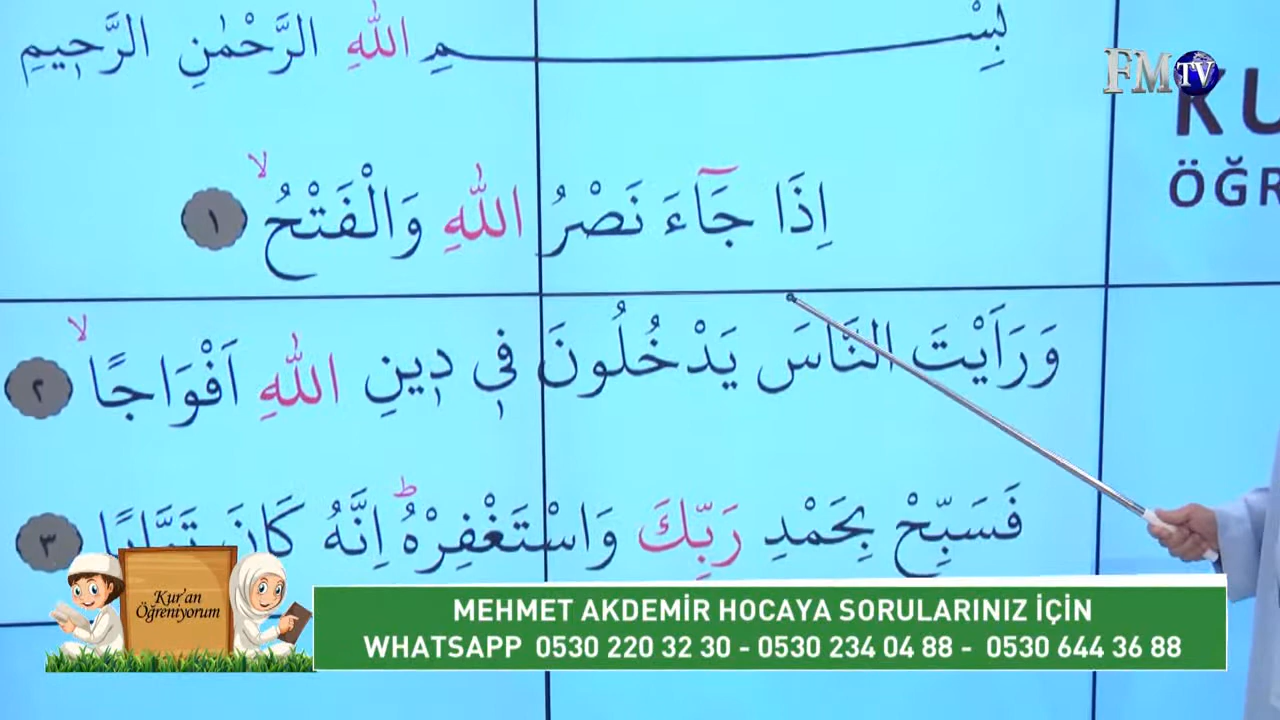 بِسْمِ اللّٰهِ الرَّحْمٰنِ الرَّحٖيمِ
FM TV
KU
ÖĞR
اِذَا جَٓاءَ نَصْرُ اللّٰهِ وَالْفَتْحُۙ ١
وَرَاَيْتَ النَّاسَ يَدْخُلُونَ فٖي دٖينِ اللّٰهِ اَفْوَاجًاۙ ٢
فَسَبِّحْ بِحَمْدِ رَبِّكَ وَاسْتَغْفِرْهُؕ اِنَّهُ كَانَ تَوَّابًا ٣
Kur'an
Öğreniyorum
MEHMET AKDEMİR HOCAYA SORULARINIZ İÇİN
WHATSAPP 0530 220 32 30 - 0530 234 04 88 - 0530 644 36 88